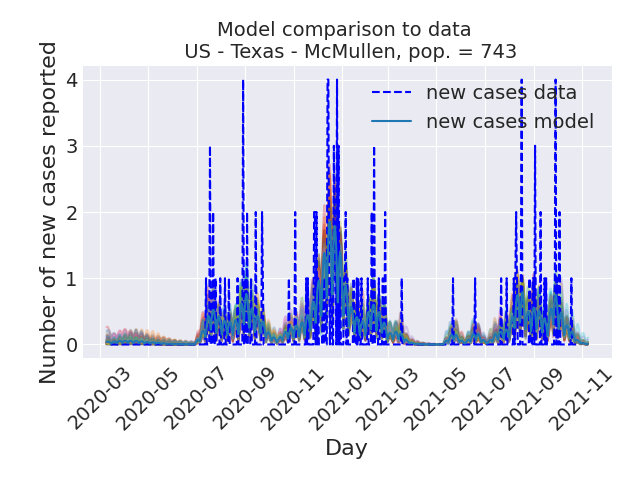 Model comparison to data
US - Texas - McMullen, pop. = 743
Number of new cases reported
4
3
2
1
0
new cases data
new cases model
2020-03
2020-05
2020-07
2020-09
2020-11
2021-01
2021-03
2021-05
2021-07
2021-09
2021-11
Day